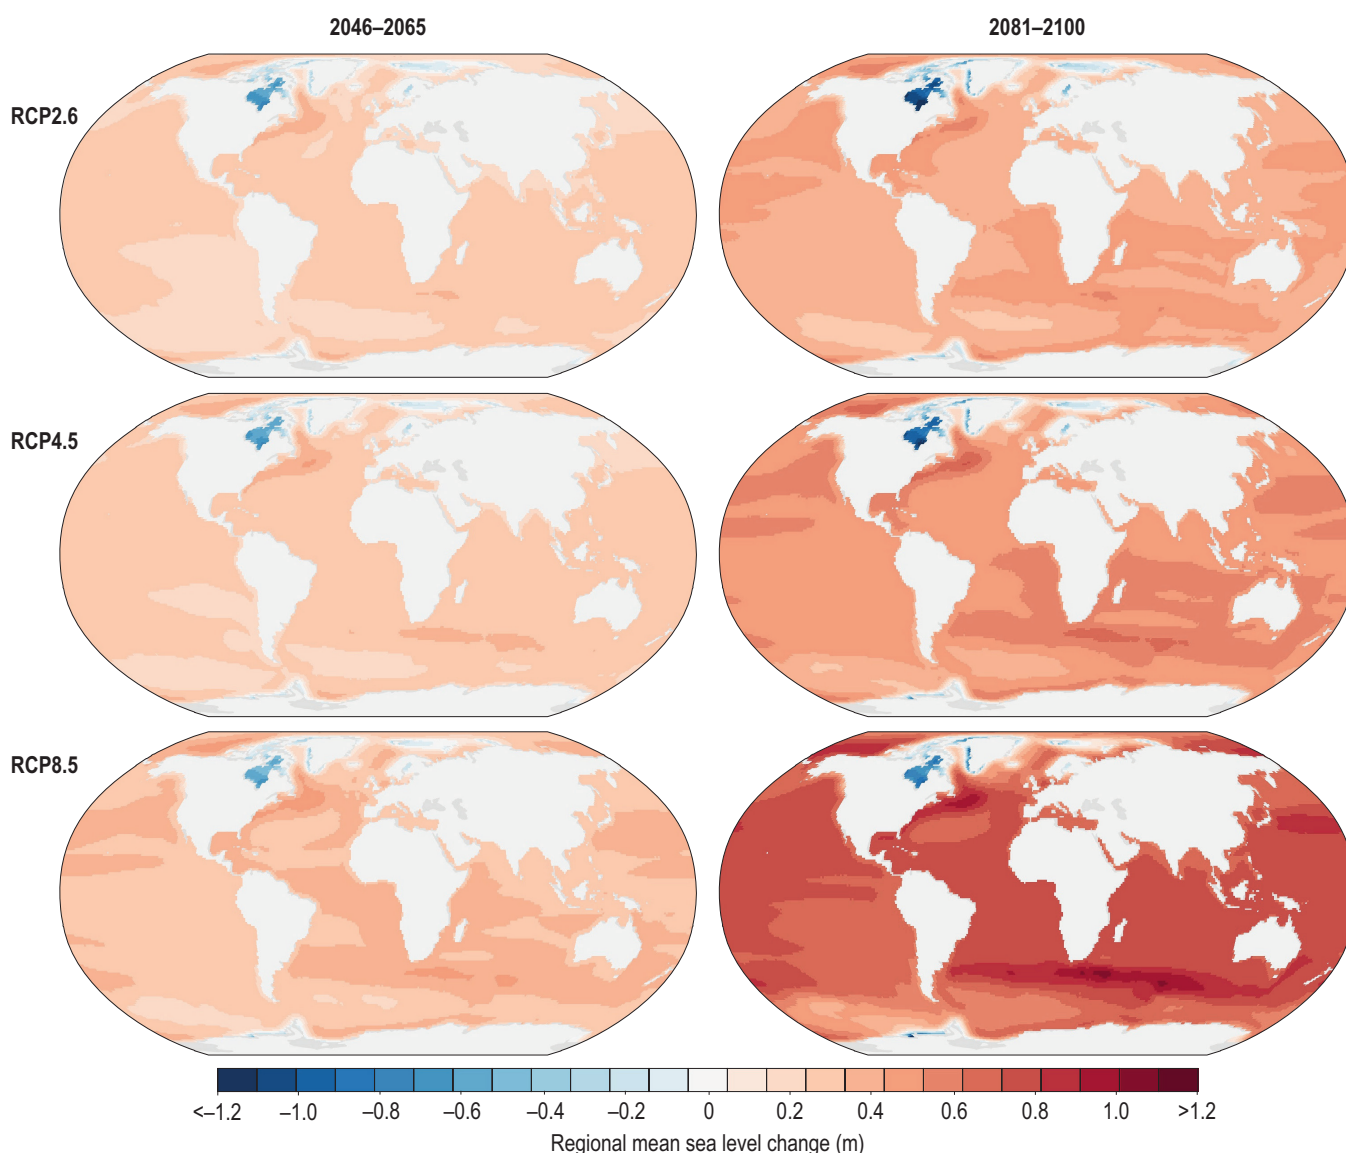 2046–2065 2081–2100
RCP2.6
RCP4.5
RCP8.5
<–1.2 –1.0 –0.8 –0.6 –0.4 –0.2 0 0.2 0.4 0.6 0.8 1.0 >1.2
Regional mean sea level change (m)